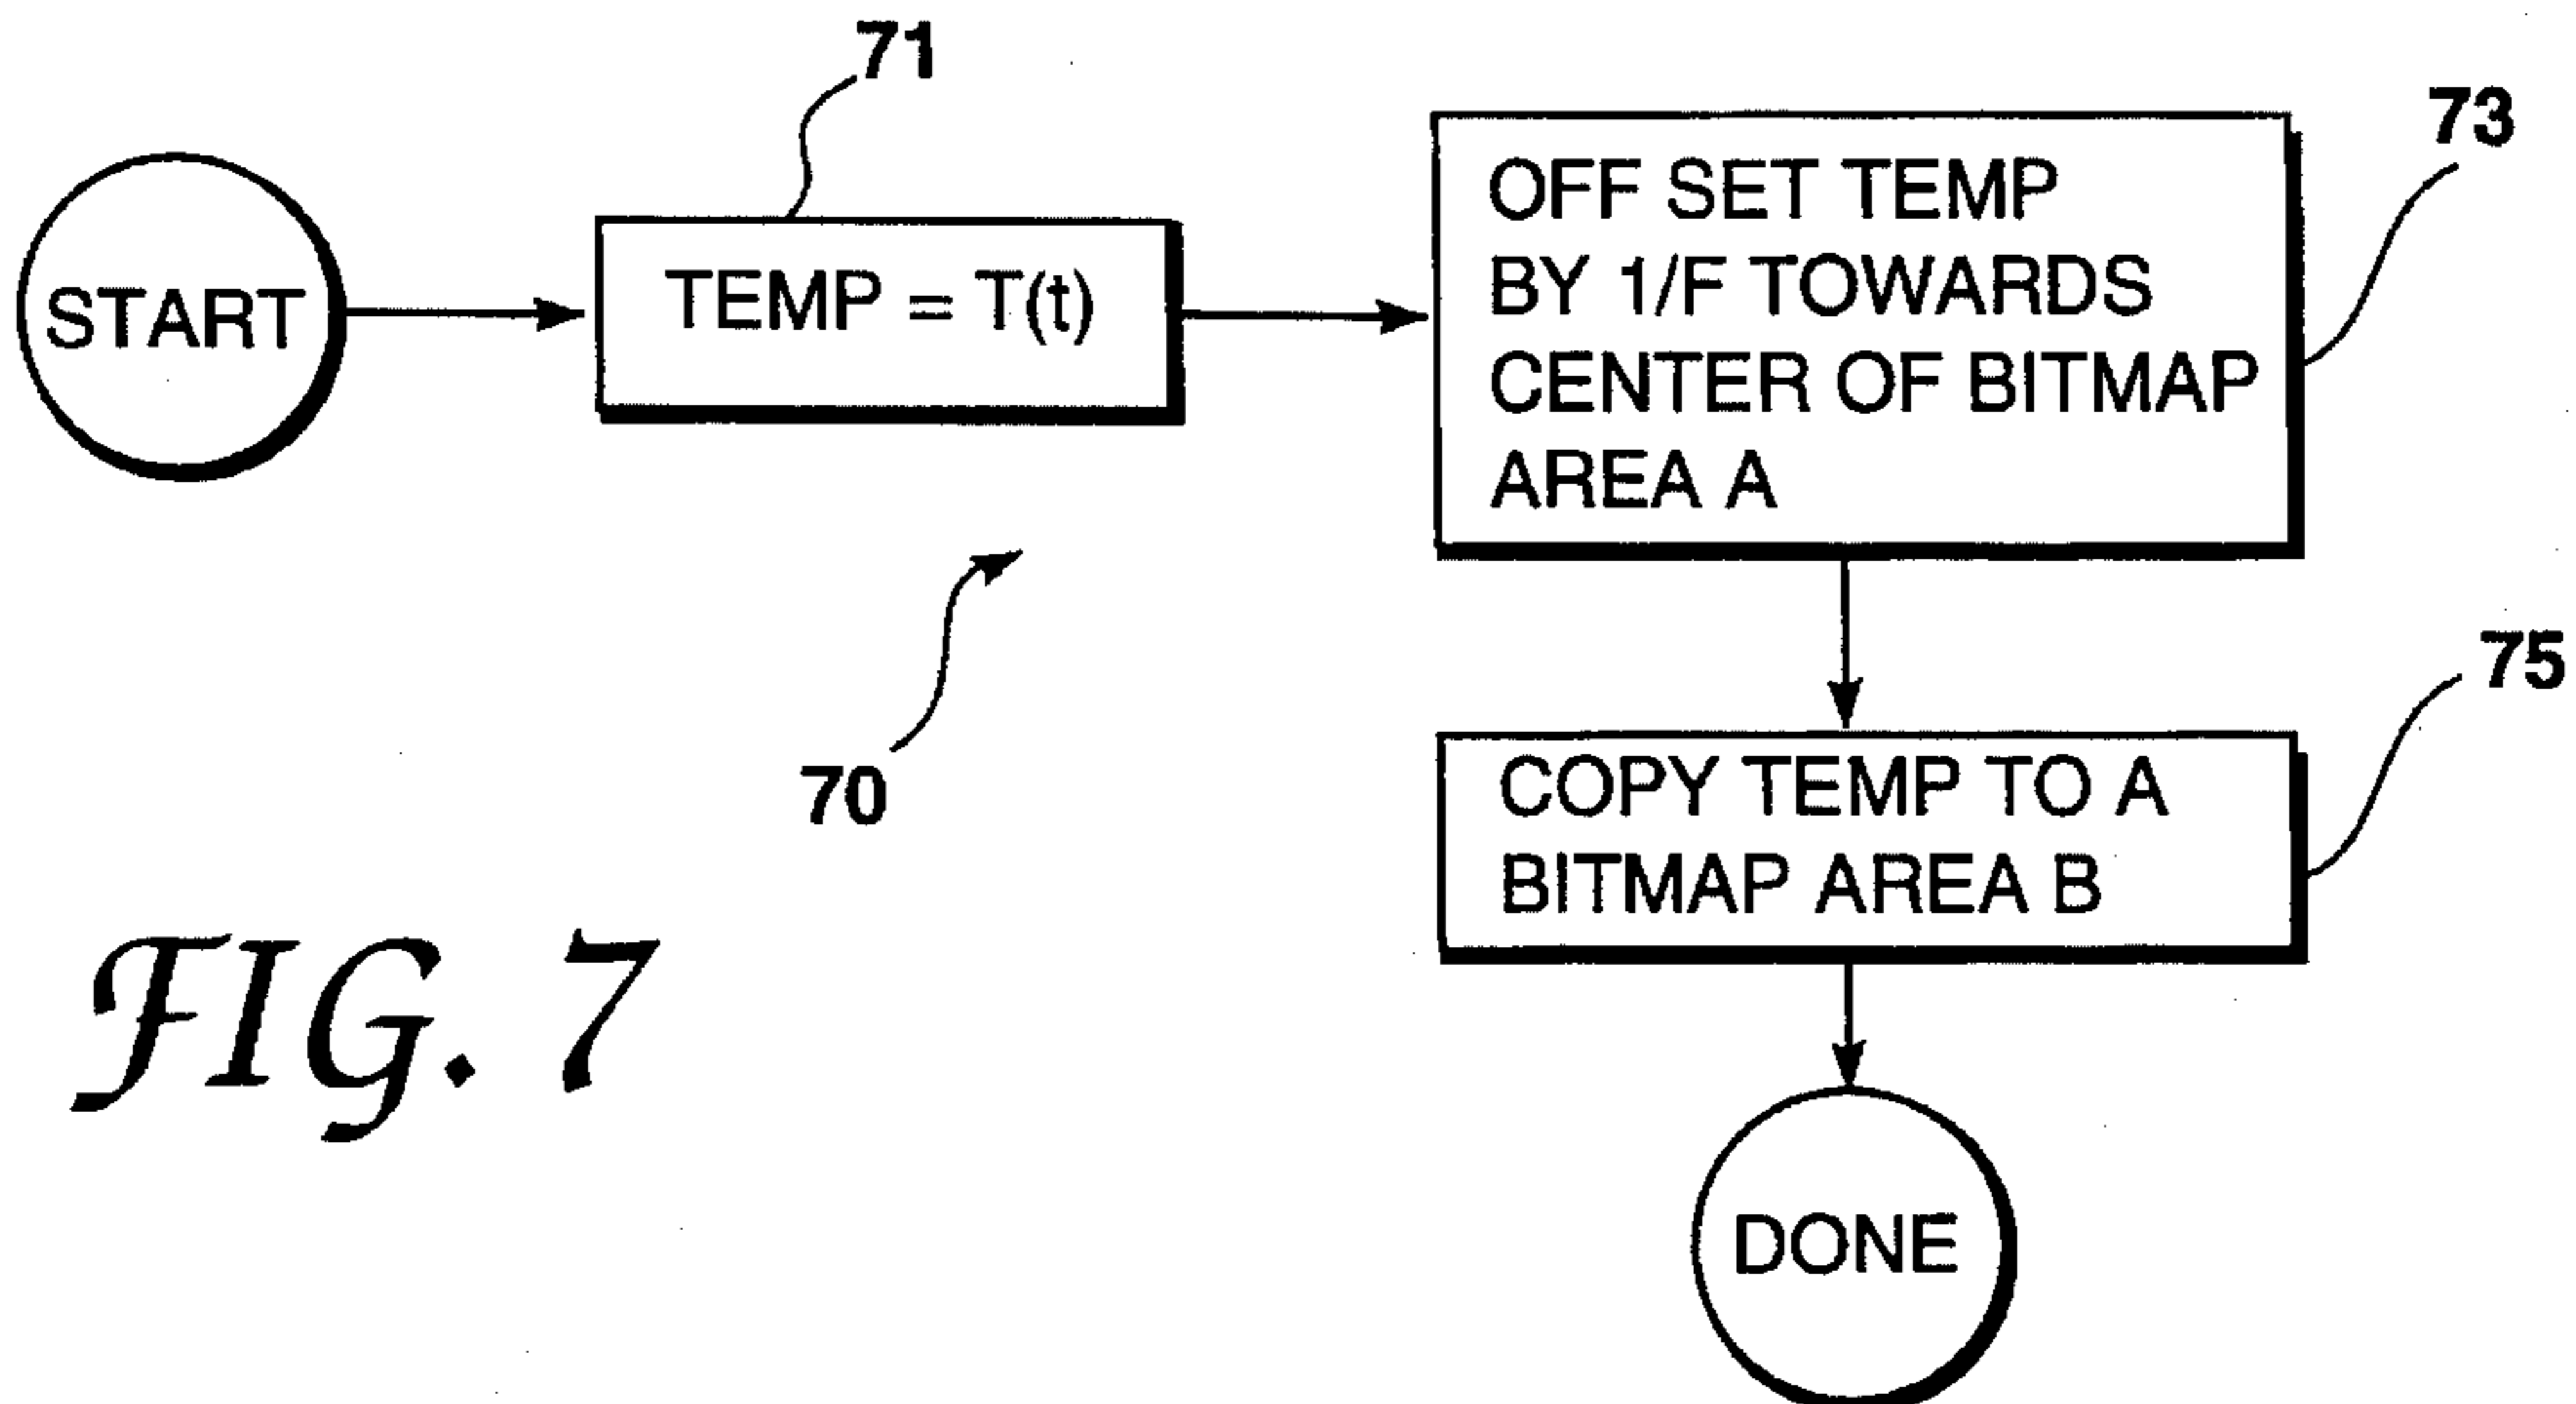 71
START
TEMP = T(t)
73
OFF SET TEMP
BY 1/F TOWARDS
CENTER OF BITMAP
AREA A
70
75
COPY TEMP TO A
BITMAP AREA B
DONE
FIG. 7